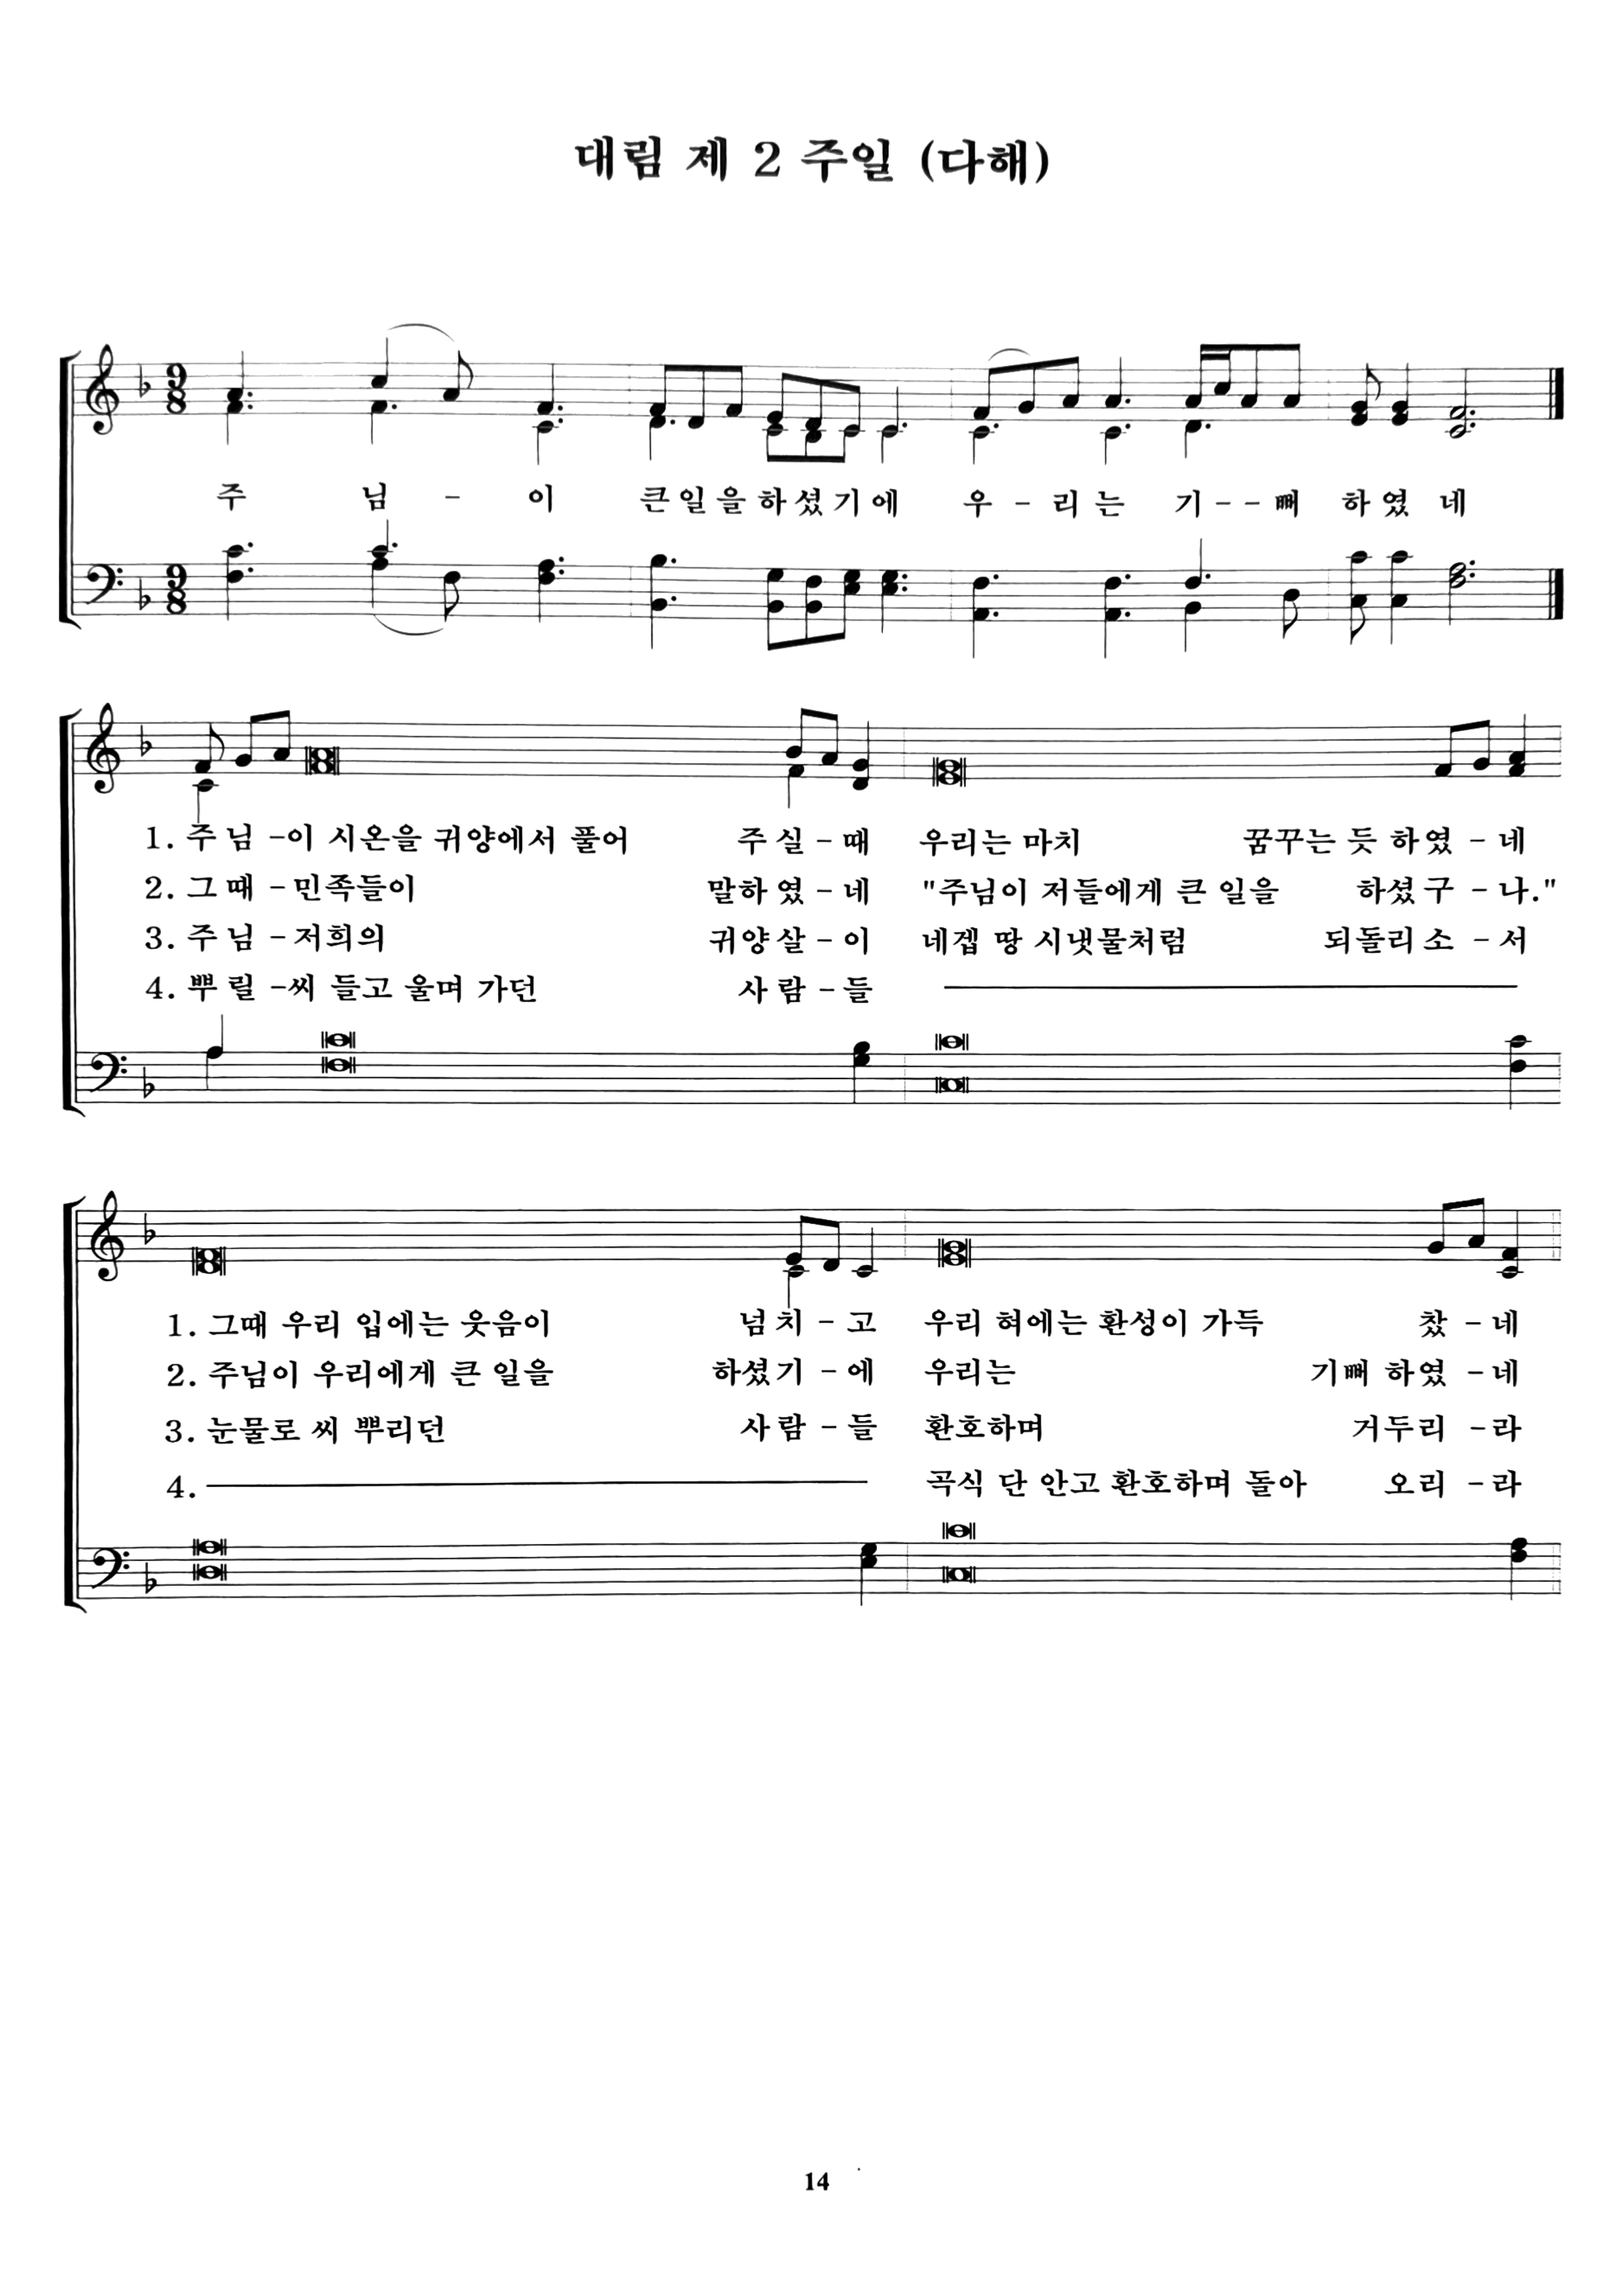 대림 제 2 주일 (다해)
9 8
주 님 - 이 큰 일 을 하 셨 기 에 우 - 리 는 기 - - 뻐 하 였 네
9 8
1. 주 님 -이 시온을 귀양에서 풀어 주 실 - 때 우리는 마치 꿈꾸는 듯 하 였 - 네
2. 그 때 - 민족들이 말하 였 - 네 "주님이 저들에게 큰 일을 하셨 구 - 나."
3. 주 님 - 저희의 귀양 살 - 이 네겝 땅 시냇물처럼 되돌리 소 - 서
4. 뿌 릴 -씨 들고 울며 가던 사 람 - 들
1. 그때 우리 입에는 웃음이 넘 치 - 고 우리 혀에는 환성이 가득 찼 - 네
2. 주님이 우리에게 큰 일을 하셨 기 - 에 우리는 기뻐 하였 - 네
3. 눈물로 씨 뿌리던 사 람 - 들 환호하며 거두리 - 라
4. 곡식 단 안고 환호하며 돌아 오리 - 라
14